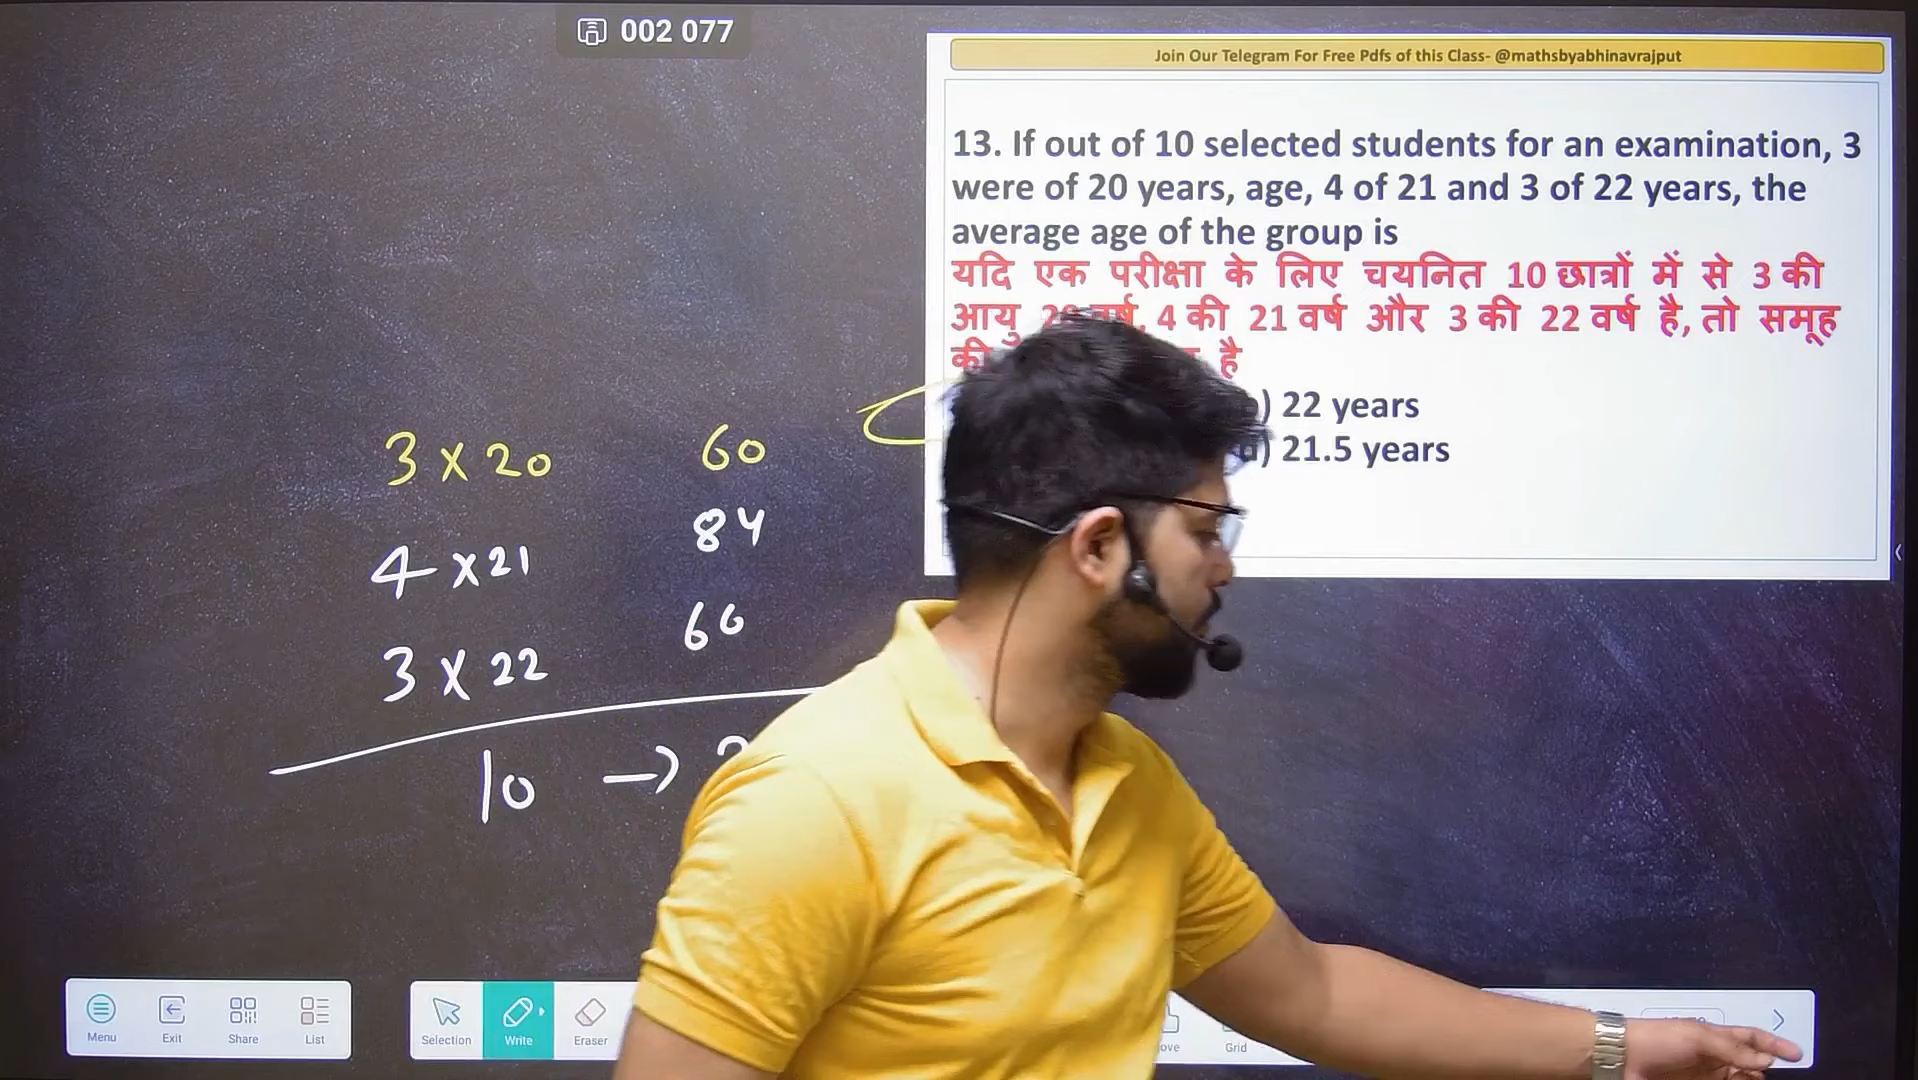 002 077
Join Our Telegram For Free Pdfs of this Class- @mathsbyabhinavrajput
13. If out of 10 selected students for an examination, 3
were of 20 years, age, 4 of 21 and 3 of 22 years, the
average age of the group is
यदि एक परीक्षा के लिए चयनित 10 छात्रों में से 3 की
आयु वर्ष, 4 की 21 वर्ष और 3 की 22 वर्ष है, तो समूह
की है
22 years
21.5 years
3 x 20 60
4 x 21 84
3 x 22 66
10 →
Menu
Exit
Share
List
Selection
Write
Eraser
Grid